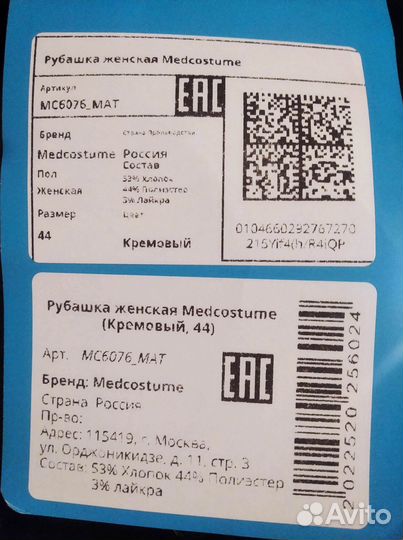 Рубашка женская Medcostume
Артикул
MC6076_MAT
EAC
Бренд
Страна Производства
Medcostume
Россия
Состав
Пол
53% Хлопок
Женская
44% Полиэстер
3% Лайкра
Размер
Цвет
44
Кремовый
0104660292767270
Рубашка женская Medcostume
(Кремовый, 44)
Арт. MC6076_MAT
EAC
Бренд: Medcostume
Страна Россия
Пр-во:
Адрес: 115419, г. Москва,
ул. Орджоникидзе, д. 11, стр. 3
Состав: 53% Хлопок 44% Полиэстер
3% лайкра
2022520256024
Avito